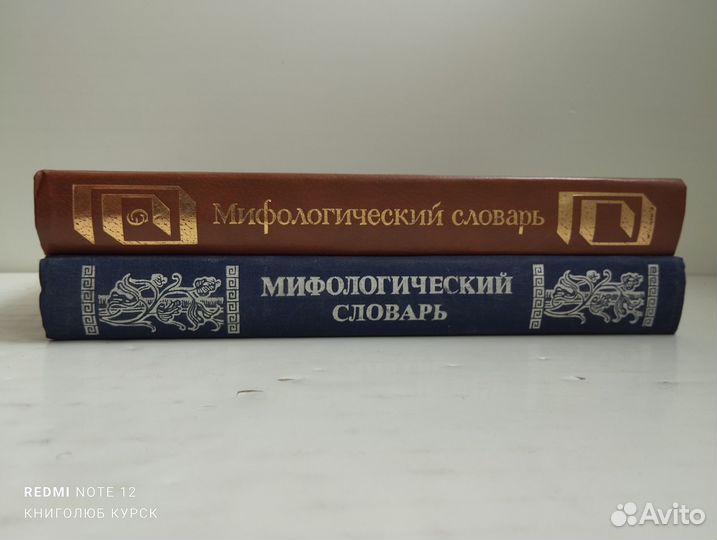 Мифологический словарь
МИФОЛОГИЧЕСКИЙ
СЛОВАРЬ
REDMI NOTE 12
КНИГОЛЮБ КУРСК
Avito